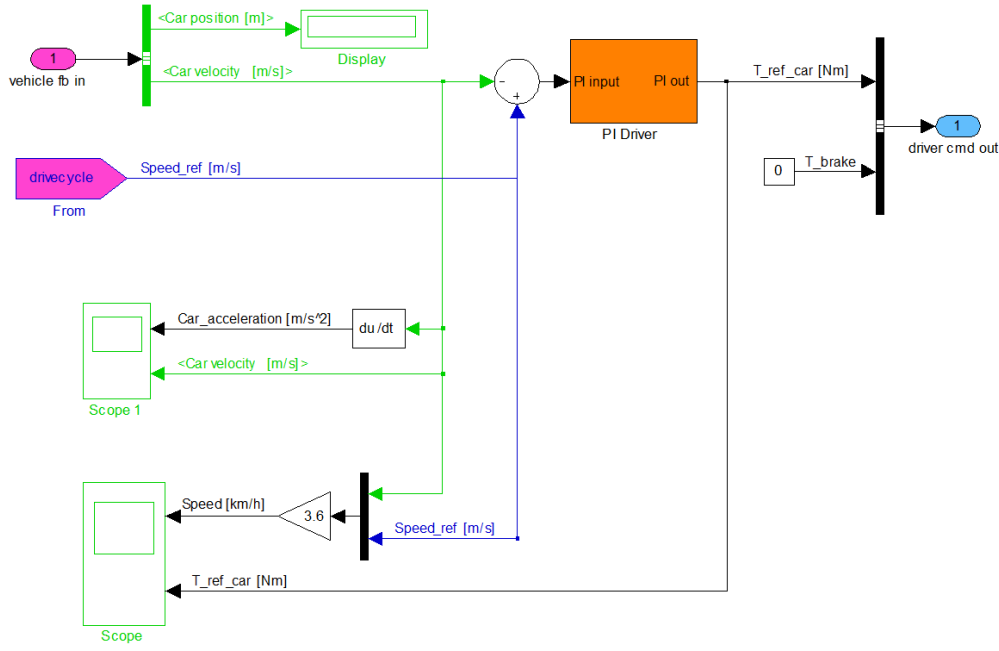 <Car position [m]>
Display
1
vehicle fb in
<Car velocity [m/s]>
-
+
PI input
PI out
PI Driver
T_ref_car [Nm]
1
driver cmd out
0
T_brake
drivecycle
From
Speed_ref [m/s]
Car_acceleration [m/s^2]
du/dt
<Car velocity [m/s]>
Scope 1
Speed [km/h]
3.6
Speed_ref [m/s]
T_ref_car [Nm]
Scope